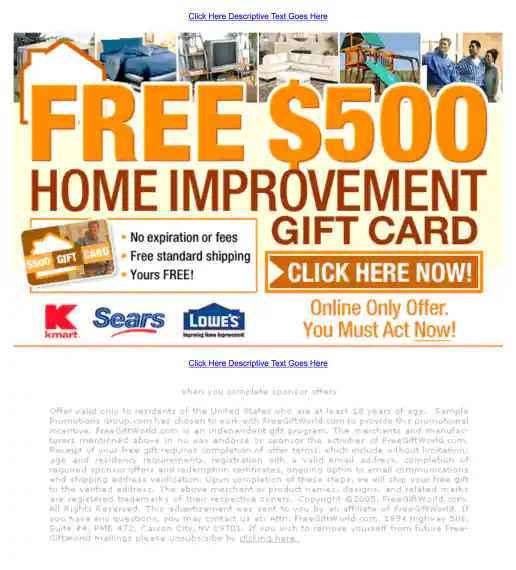 Click Here Descriptive Text Goes Here
FREE $500
HOME IMPROVEMENT
GIFT CARD
$500 GIFT CARD
• No expiration or fees
• Free standard shipping
• Yours FREE!
CLICK HERE NOW!
K
kmart.
Sears
LOWE'S
Improving Home Improvement
Online Only Offer.
You Must Act Now!
Click Here Descriptive Text Goes Here
when you complete sponsor offers
Offer valid only to residents of the United States who are at least 18 years of age. Sample
Promotions Group.com has chosen to work with FreeGiftWorld.com to provide this promotional
incentive. FreeGiftWorld.com is an independent gift program. The merchants and manufac-
turers mentioned above in no way endorse or sponsor the activities of FreeGiftWorld.com.
Receipt of your free gift requires completion of offer terms, which include without limitation:
age and residency requirements, registration with a valid email address, completion of
required sponsor offers and redemption certificates, ongoing opt-in to email communications
and shipping address verification. Upon completion of these steps, we will ship your free gift
to the verified address. The above merchant or product names, designs, and related marks
are registered trademarks of their respective owners. Copyright ©2005, FreeGiftWorld.com,
All Rights Reserved. This advertisement was sent to you by an affiliate of FreeGiftWorld. If
you have any questions, you may contact us at: Attn: FreeGiftWorld.com, 1894 Highway 50E,
Suite #4, PMB 472, Carson City, NV 89701. If you wish to remove yourself from future Free-
GiftWorld mailings please unsubscribe by clicking here.